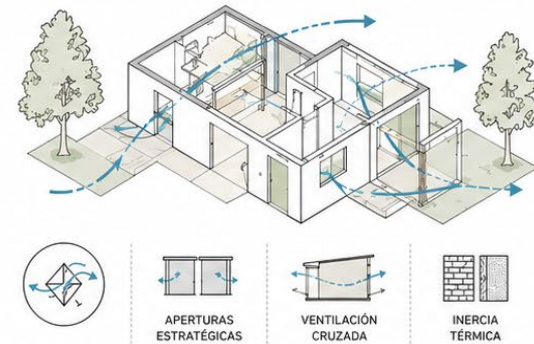 APERTURAS
ESTRATÉGICAS
VENTILACIÓN
CRUZADA
INERCIA
TÉRMICA